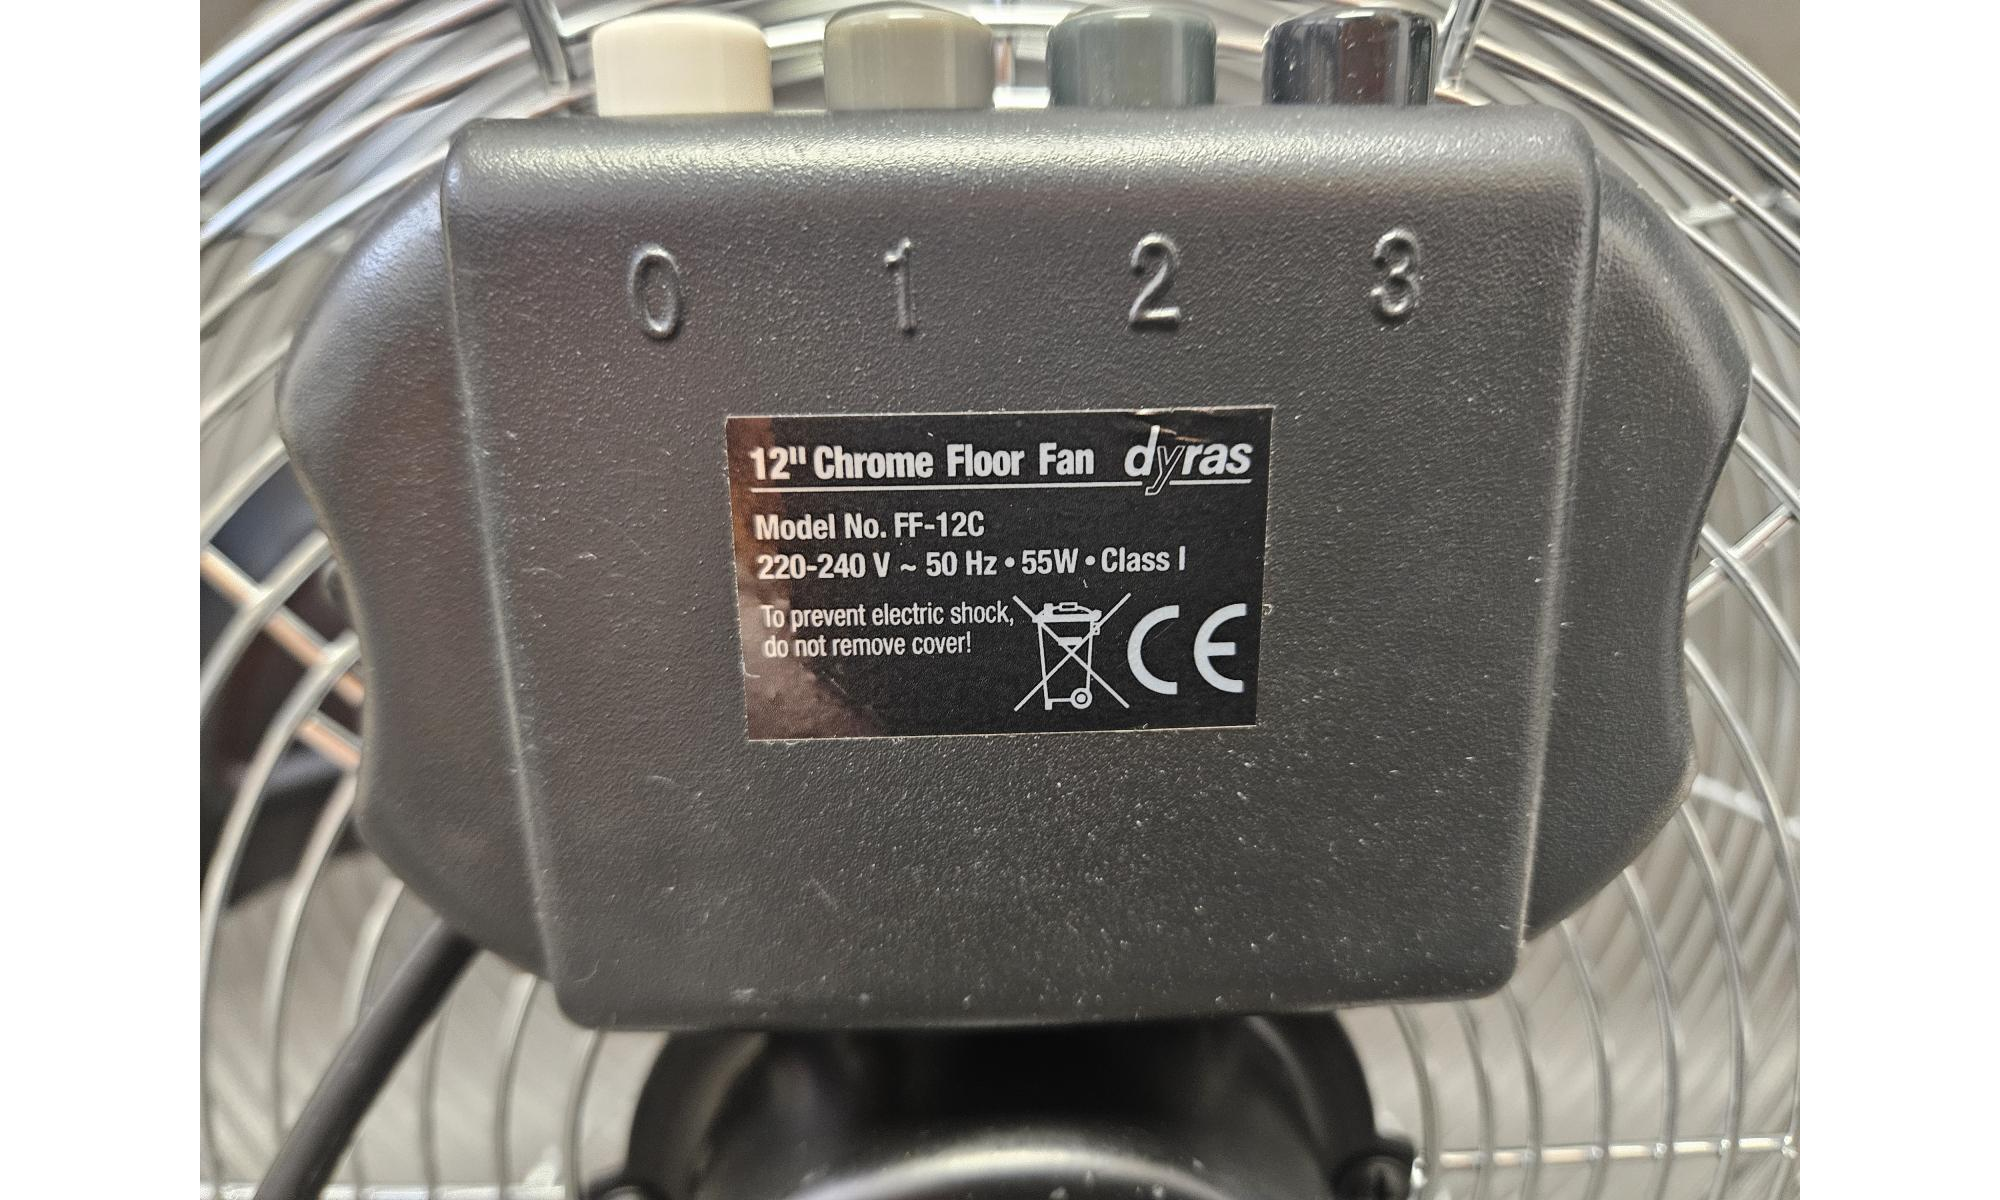 0 1 2 3
12" Chrome Floor Fan dyras
Model No. FF-12C
220-240 V ~ 50 Hz • 55W • Class I
To prevent electric shock,
do not remove cover!
CE